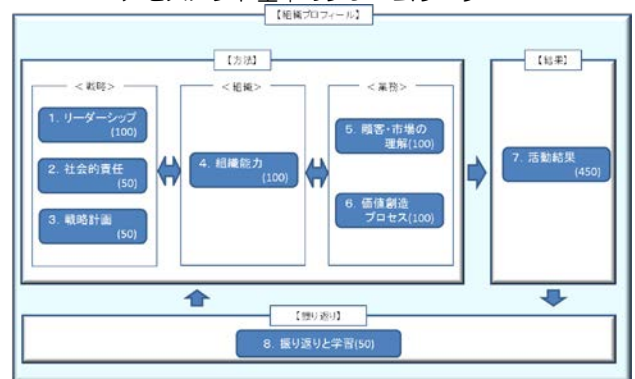 【組織プロフィール】
【方法】
【結果】
＜戦略＞
＜組織＞
＜業務＞
1. リーダーシップ
(100)
2. 社会的責任
(50)
3. 戦略計画
(50)
4. 組織能力
(100)
5. 顧客・市場の
理解(100)
6. 価値創造
プロセス(100)
7. 活動結果
(450)
【振り返り】
8. 振り返りと学習(50)